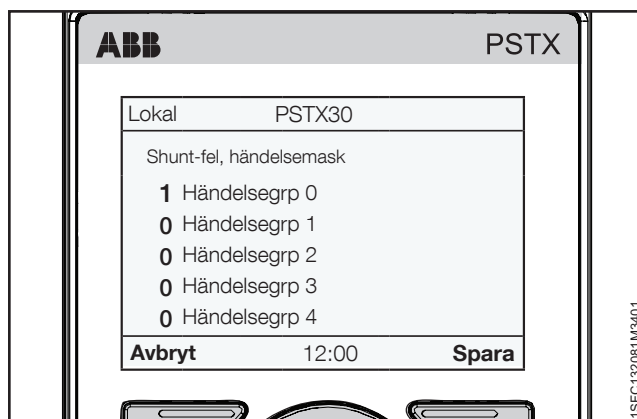 ABB PSTX
Lokal PSTX30
Shunt-fel, händelsemask
1 Händelsegrp 0
0 Händelsegrp 1
0 Händelsegrp 2
0 Händelsegrp 3
0 Händelsegrp 4
Avbryt 12:00 Spara
1SFC132081M3401